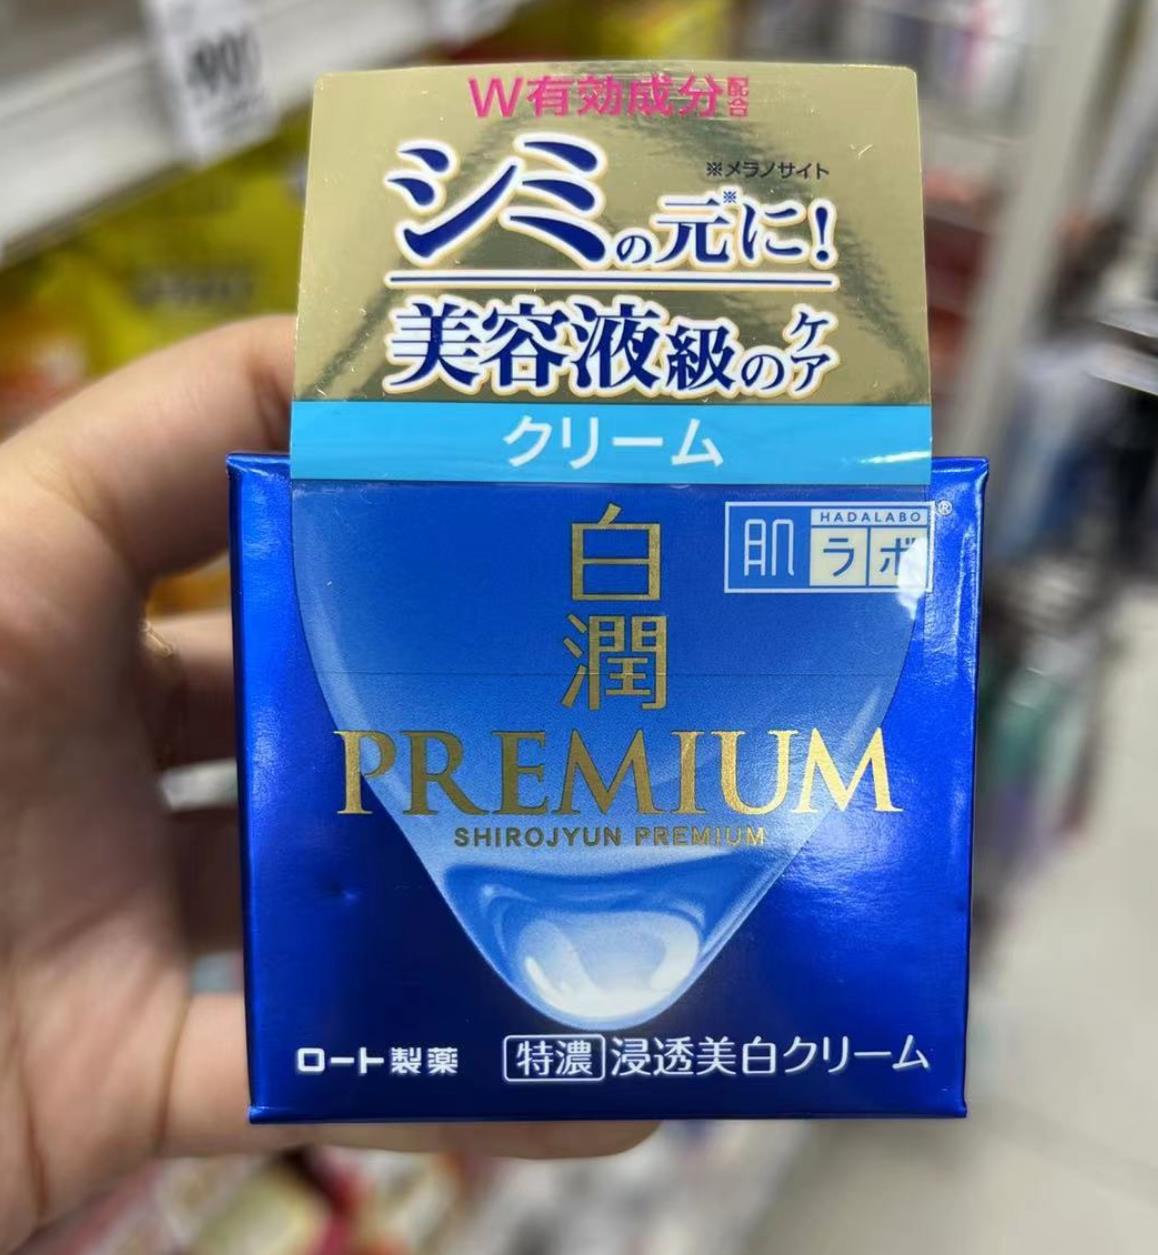 W有効成分配合
※メラノサイト
シミの元※に!
美容液級のケア
クリーム
白潤
HADALABO
肌ラボ®
PREMIUM
SHIROJYUN PREMIUM
ロート製薬
特濃 浸透美白クリーム